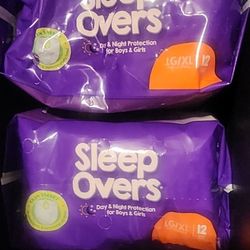 Sleep
Overs
Day & Night Protection
for Boys & Girls
LG/XL 12
Sleep
Overs
Day & Night Protection
for Boys & Girls
LG/XL 12